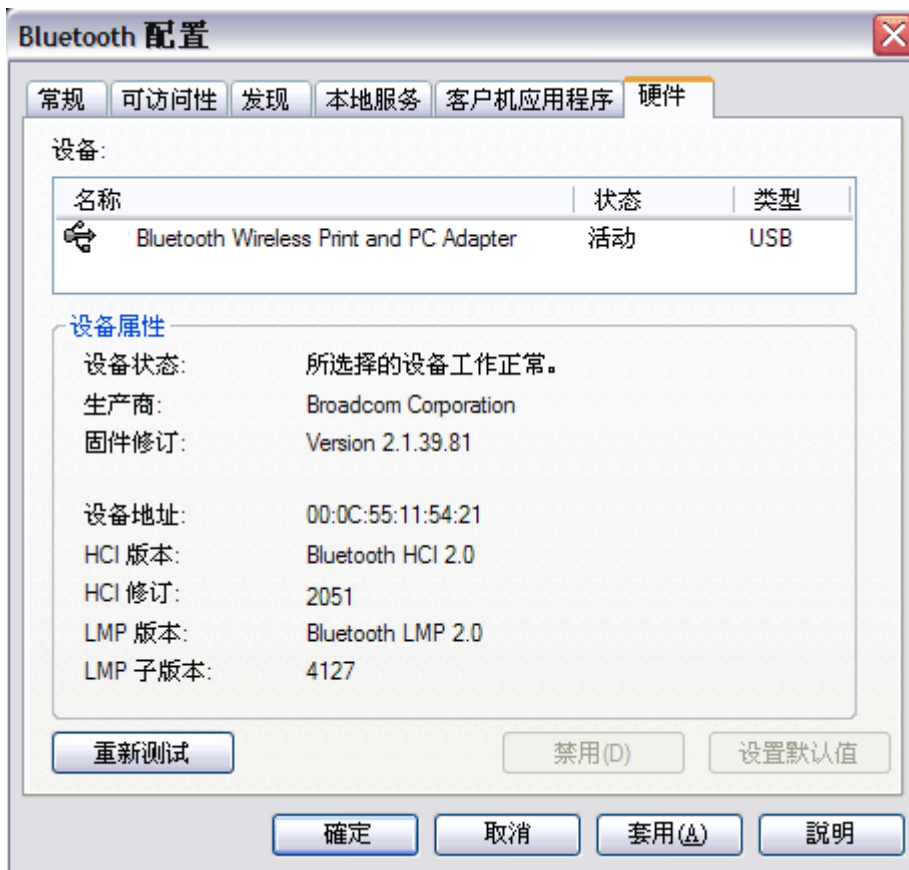 Bluetooth 配置
常规 可访问性 发现 本地服务 客户机应用程序 硬件
设备:
名称 状态 类型
Bluetooth Wireless Print and PC Adapter 活动 USB
设备属性
设备状态: 所选择的设备工作正常。
生产商: Broadcom Corporation
固件修订: Version 2.1.39.81
设备地址: 00:0C:55:11:54:21
HCI 版本: Bluetooth HCI 2.0
HCI 修订: 2051
LMP 版本: Bluetooth LMP 2.0
LMP 子版本: 4127
重新测试 禁用(D) 设置默认值
確定 取消 套用(A) 說明